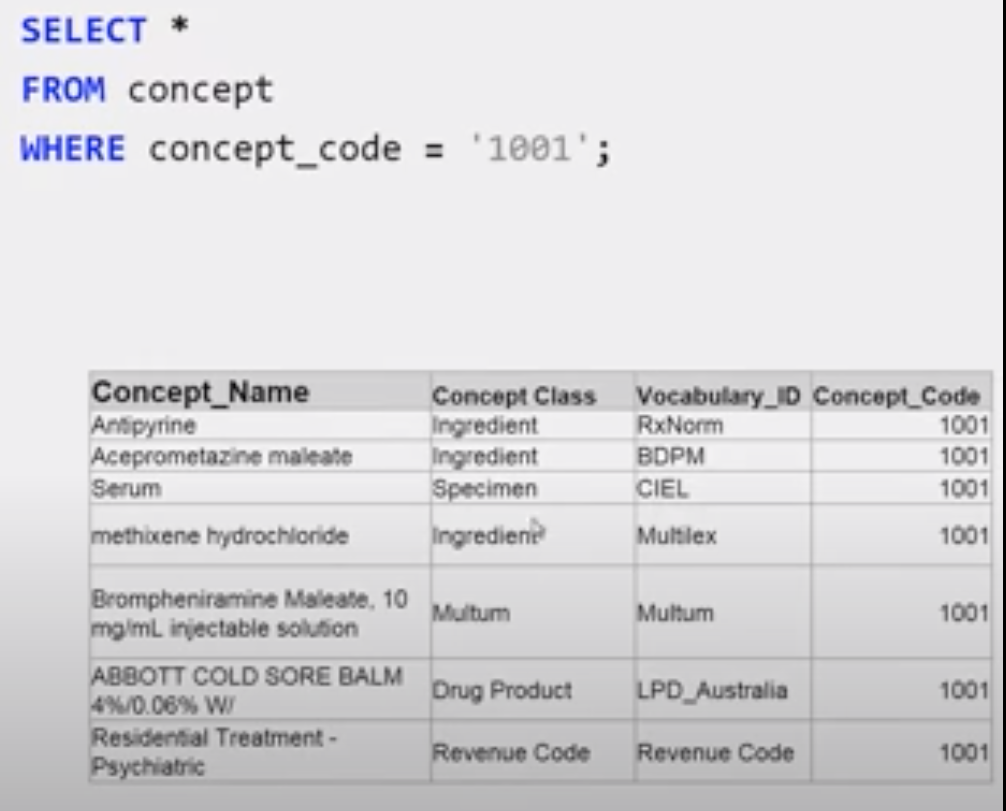 SELECT *
FROM concept
WHERE concept_code = '1001';
Concept_Name Concept Class Vocabulary_ID Concept_Code
Antipyrine Ingredient RxNorm 1001
Aceprometazine maleate Ingredient BDPM 1001
Serum Specimen CIEL 1001
methixene hydrochloride Ingredient Multilex 1001
Brompheniramine Maleate, 10
mg/mL injectable solution Multum Multum 1001
ABBOTT COLD SORE BALM
4%/0.06% W/ Drug Product LPD_Australia 1001
Residential Treatment -
Psychiatric Revenue Code Revenue Code 1001